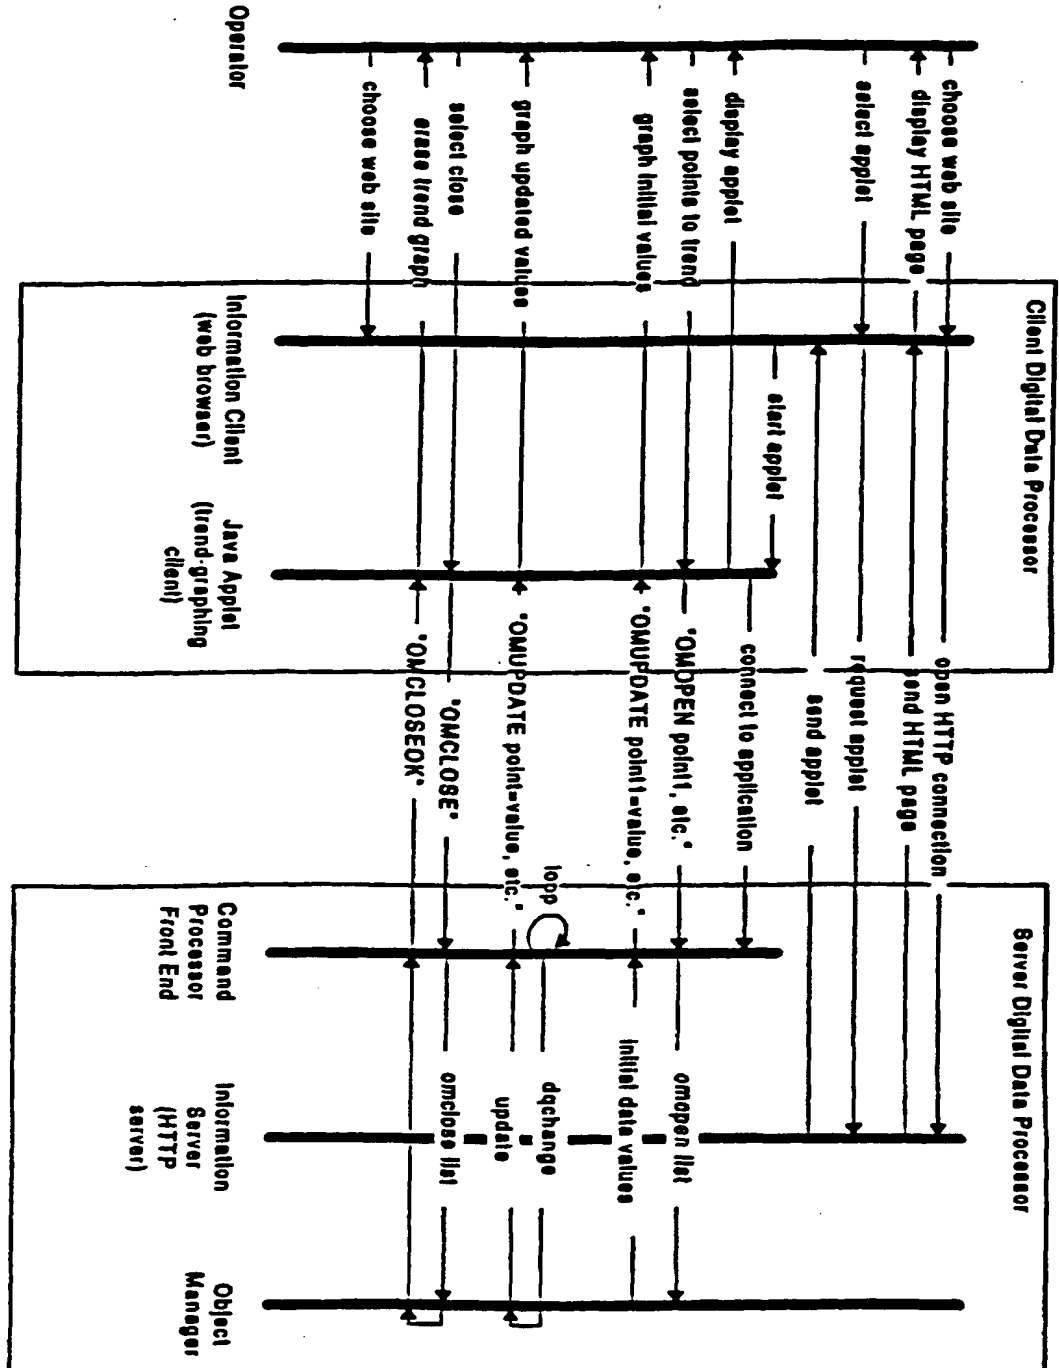 Client Digital Data Processor
Server Digital Data Processor
choose web site
open HTTP connection
display HTML page
send HTML page
select applet
request applet
send applet
start applet
connect to application
display applet
select points to trend
"OMOPEN point1, etc."
omopen list
graph initial values
"OMUPDATE point1=value, etc."
initial data values
loop
dqchange
graph updated values
"OMUPDATE point=value, etc."
update
select close
"OMCLOSE"
omclose list
erase trend graph
"OMCLOSEOK"
choose web site
Operator
Information Client
(web browser)
Java Applet
(trend-graphing
client)
Command
Processor
Front End
Information
Server
(HTTP
server)
Object
Manager